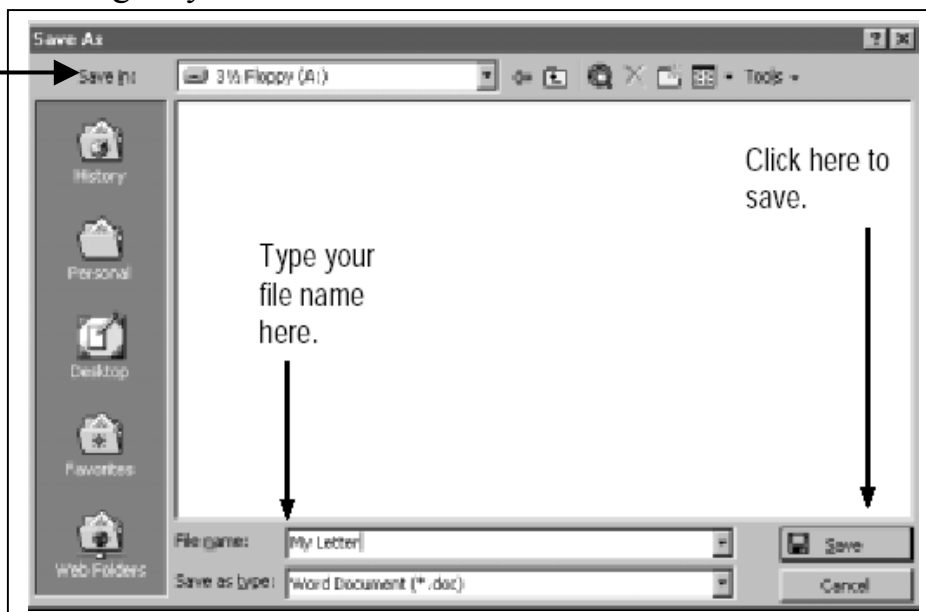 Save As
Save in:
3½ Floppy (A:)
Tools
History
Click here to
save.
Personal
Type your
file name
here.
Desktop
Favorites
Web Folders
File name:
My Letter
Save
Save as type:
Word Document (*.doc)
Cancel